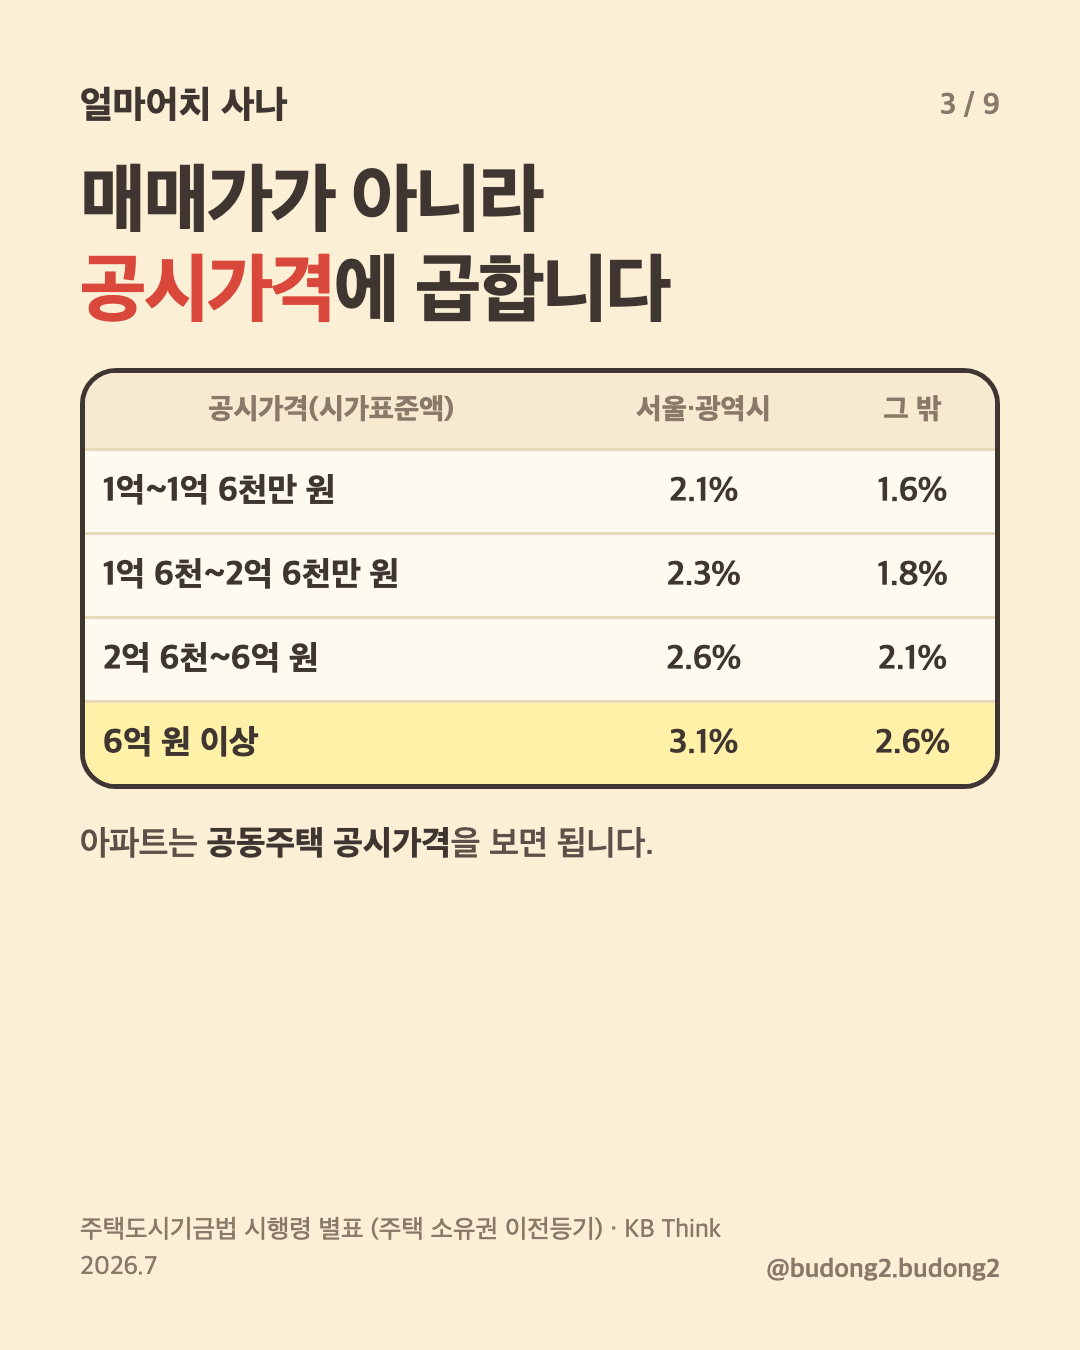 얼마어치 사나
3 / 9
매매가가 아니라
공시가격에 곱합니다
공시가격(시가표준액) 서울·광역시 그 밖
1억~1억 6천만 원 2.1% 1.6%
1억 6천~2억 6천만 원 2.3% 1.8%
2억 6천~6억 원 2.6% 2.1%
6억 원 이상 3.1% 2.6%
아파트는 공동주택 공시가격을 보면 됩니다.
주택도시기금법 시행령 별표 (주택 소유권 이전등기) · KB Think
2026.7
@budong2.budong2